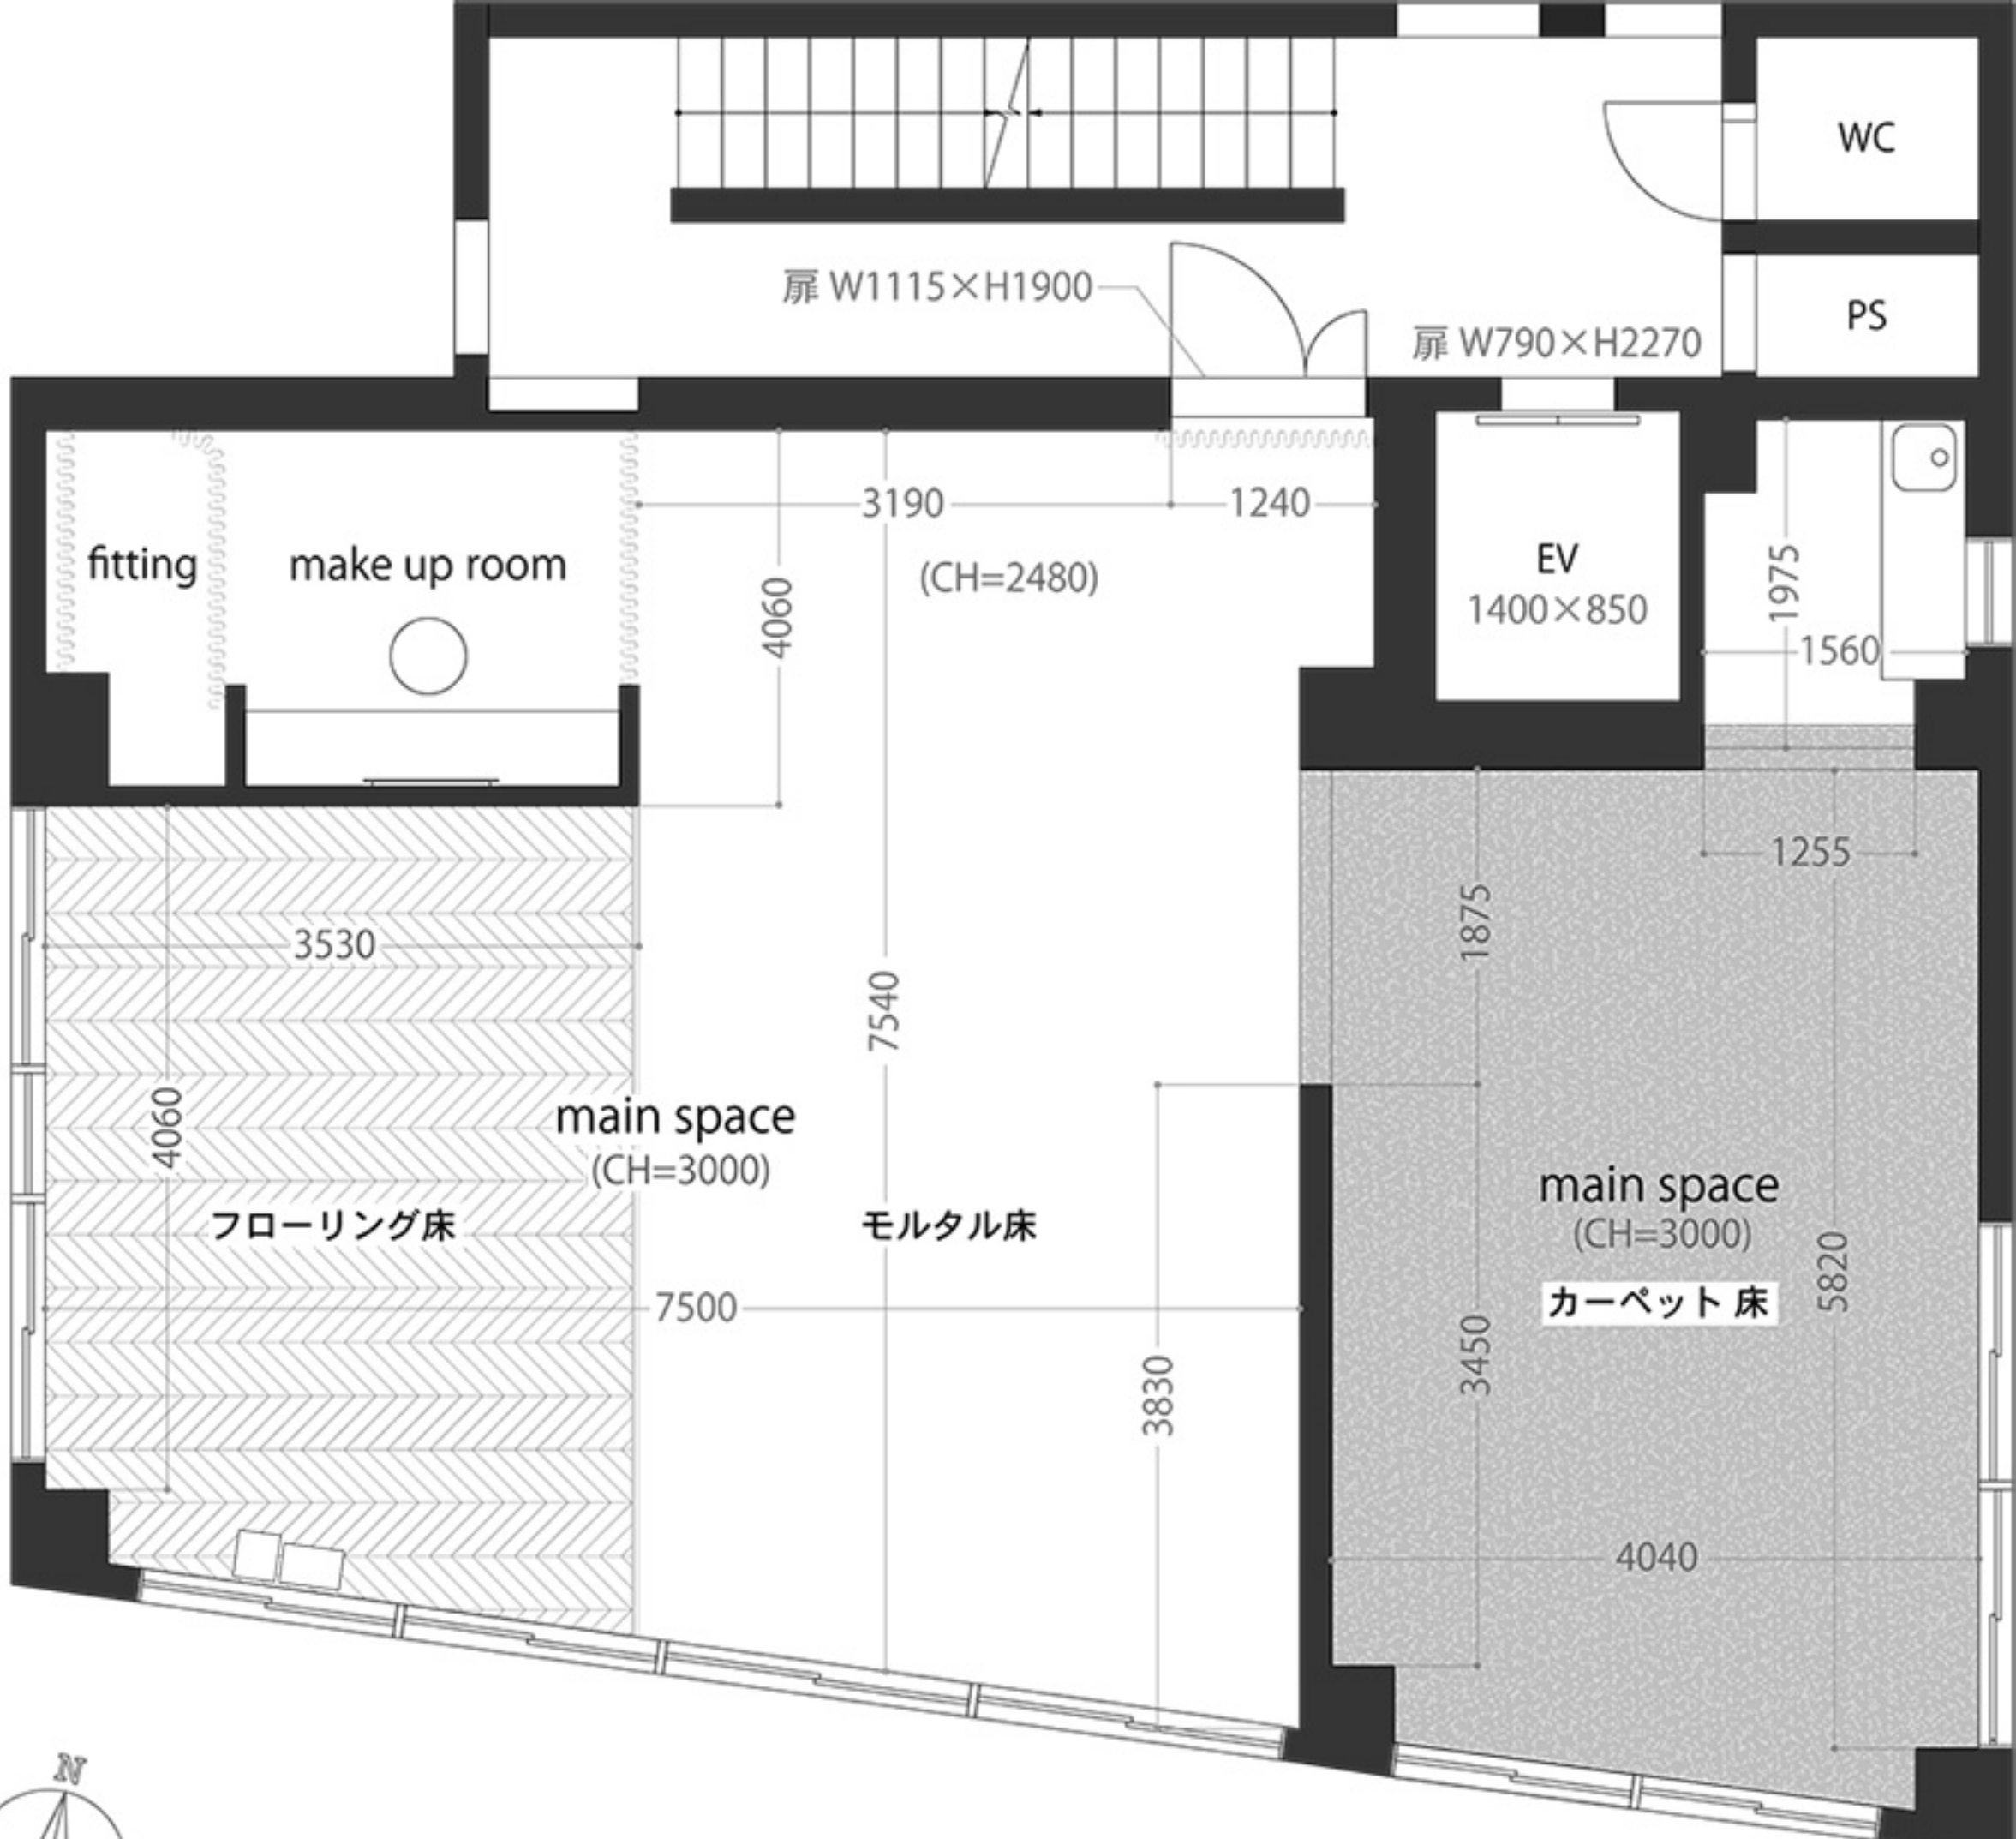 WC
扉 W1115×H1900
PS
扉 W790×H2270
3190
1240
fitting
make up room
(CH=2480)
4060
EV
1400×850
1975
1560
1255
1875
3530
7540
4060
main space
(CH=3000)
フローリング床
モルタル床
main space
(CH=3000)
カーペット 床
5820
7500
3830
3450
4040
N